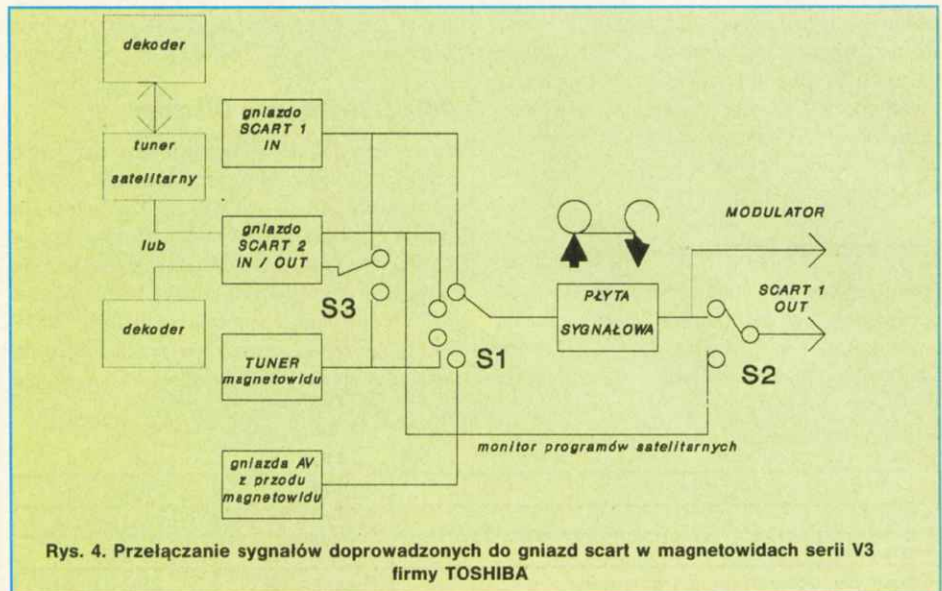 dekoder
tuner
satelitarny
lub
dekoder
gniazdo
SCART 1
IN
gniazdo
SCART 2
IN / OUT
TUNER
magnetowidu
gniazda AV
z przodu
magnetowidu
S3
S1
PŁYTA
SYGNAŁOWA
MODULATOR
SCART 1
OUT
S2
monitor programów satelitarnych
Rys. 4. Przełączanie sygnałów doprowadzonych do gniazd scart w magnetowidach serii V3
firmy TOSHIBA